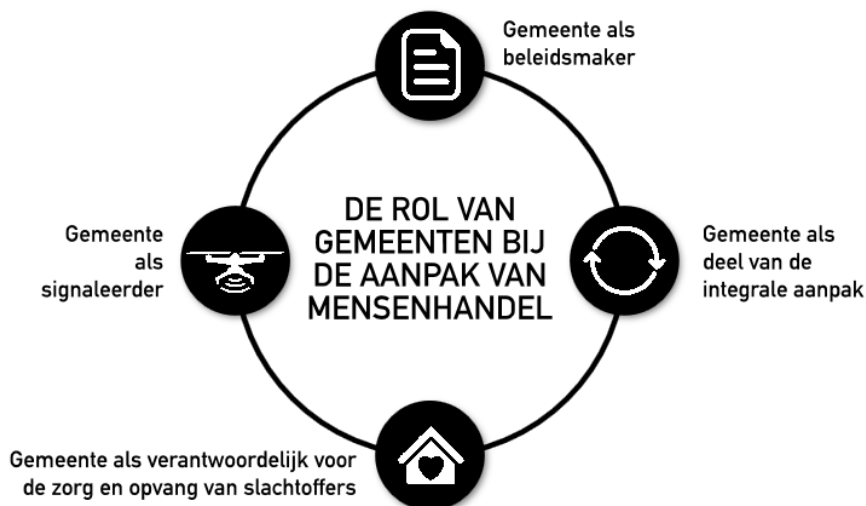 Gemeente als
beleidsmaker
DE ROL VAN
GEMEENTEN BIJ
DE AANPAK VAN
MENSENHANDEL
Gemeente
als
signaleerder
Gemeente als
deel van de
integrale aanpak
Gemeente als verantwoordelijk voor
de zorg en opvang van slachtoffers